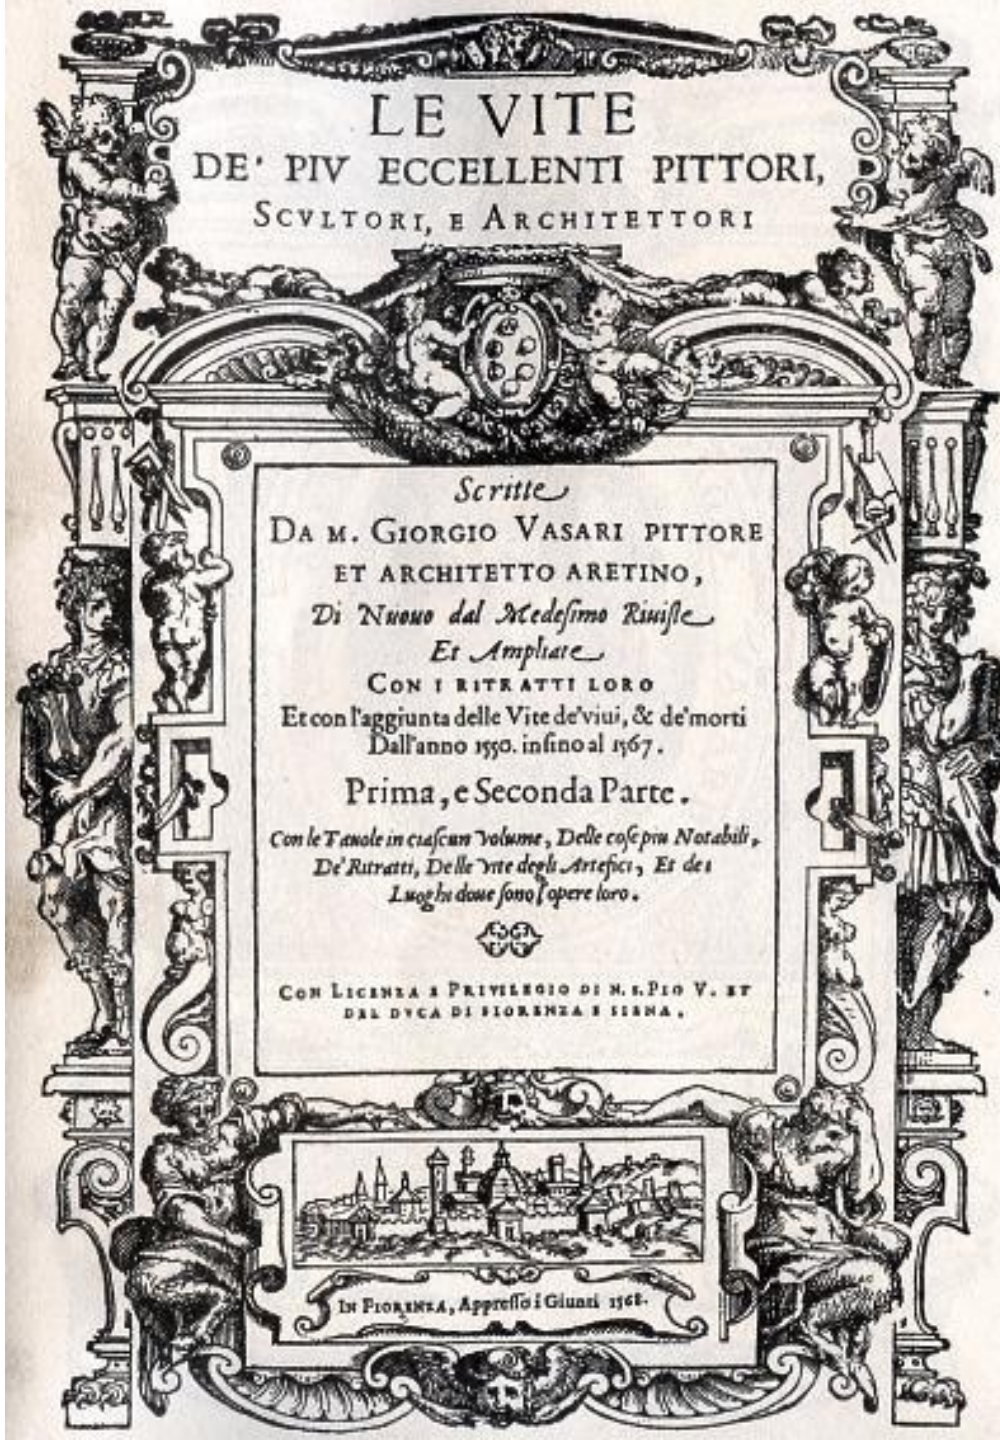 LE VITE
DE' PIV ECCELLENTI PITTORI,
SCVLTORI, E ARCHITETTORI
Scritte
DA M. GIORGIO VASARI PITTORE
ET ARCHITETTO ARETINO,
Di Nuouo dal Medeſimo Riuiſte
Et Ampliate
CON I RITRATTI LORO
Et con l'aggiunta delle Vite de' viui, & de' morti
Dall'anno 1550. inſino al 1567.
Prima, e Seconda Parte.
Con le Tauole in ciaſcun volume, Delle coſe piu Notabili,
De' Ritratti, Delle vite degli Artefici, Et dei
Luoghi doue ſono l'opere loro.
CON LICENZA E PRIVILEGIO DI N. S. PIO V. ET
DEL DVCA DI FIORENZA E SIENA.
IN FIORENZA, Appreſſo i Giunti 1568.